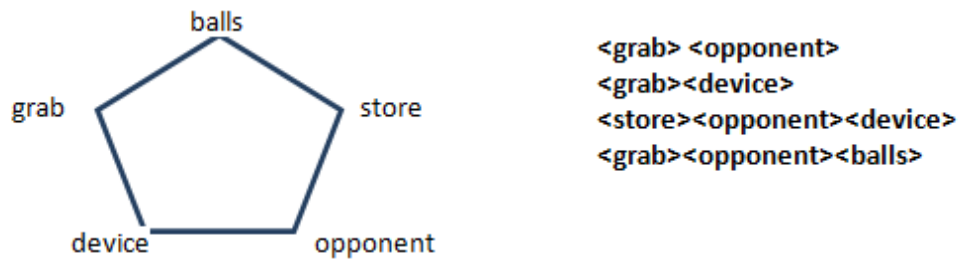 balls
grab
store
device
opponent
<grab> <opponent>
<grab><device>
<store><opponent><device>
<grab><opponent><balls>